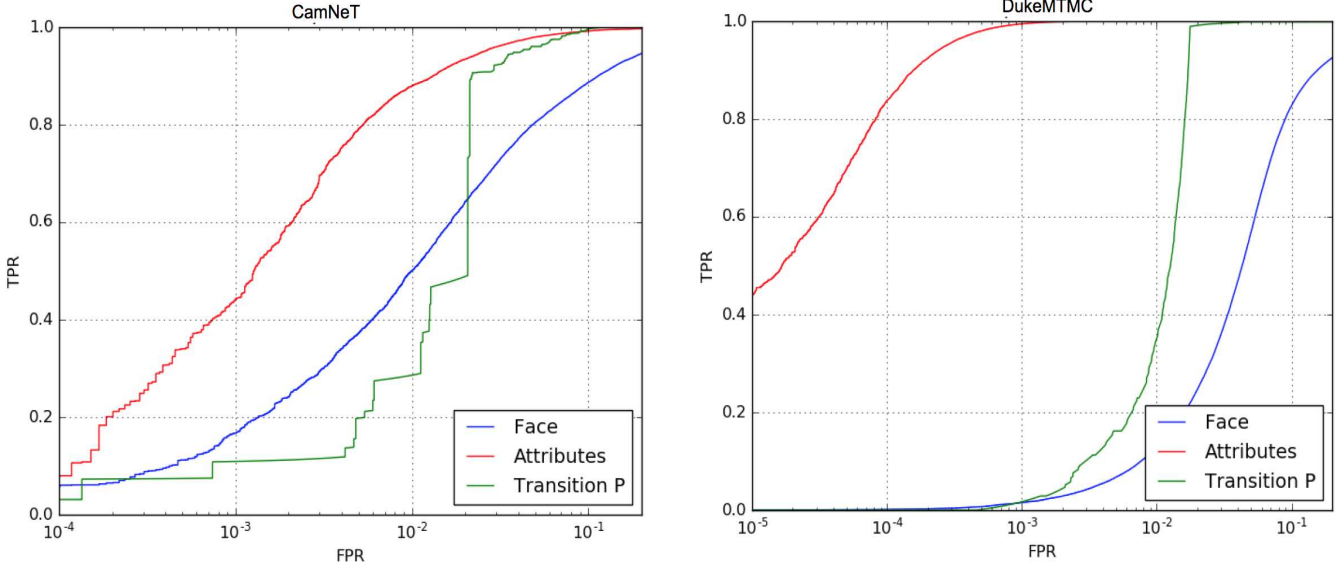 CamNeT
1.0
0.8
0.6
0.4
0.2
0.0
TPR
10⁻⁴
10⁻³
10⁻²
10⁻¹
FPR
Face
Attributes
Transition P
DukeMTMC
1.0
0.8
0.6
0.4
0.2
0.0
TPR
10⁻⁵
10⁻⁴
10⁻³
10⁻²
10⁻¹
FPR
Face
Attributes
Transition P